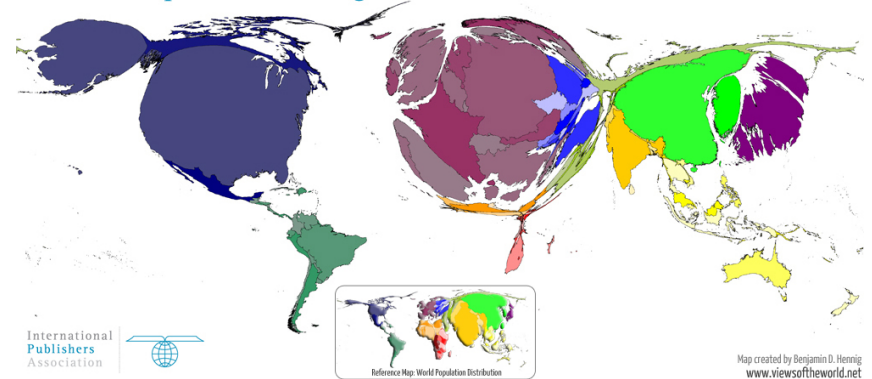 International
Publishers
Association
Reference Map: World Population Distribution
Map created by Benjamin D. Hennig
www.viewsoftheworld.net